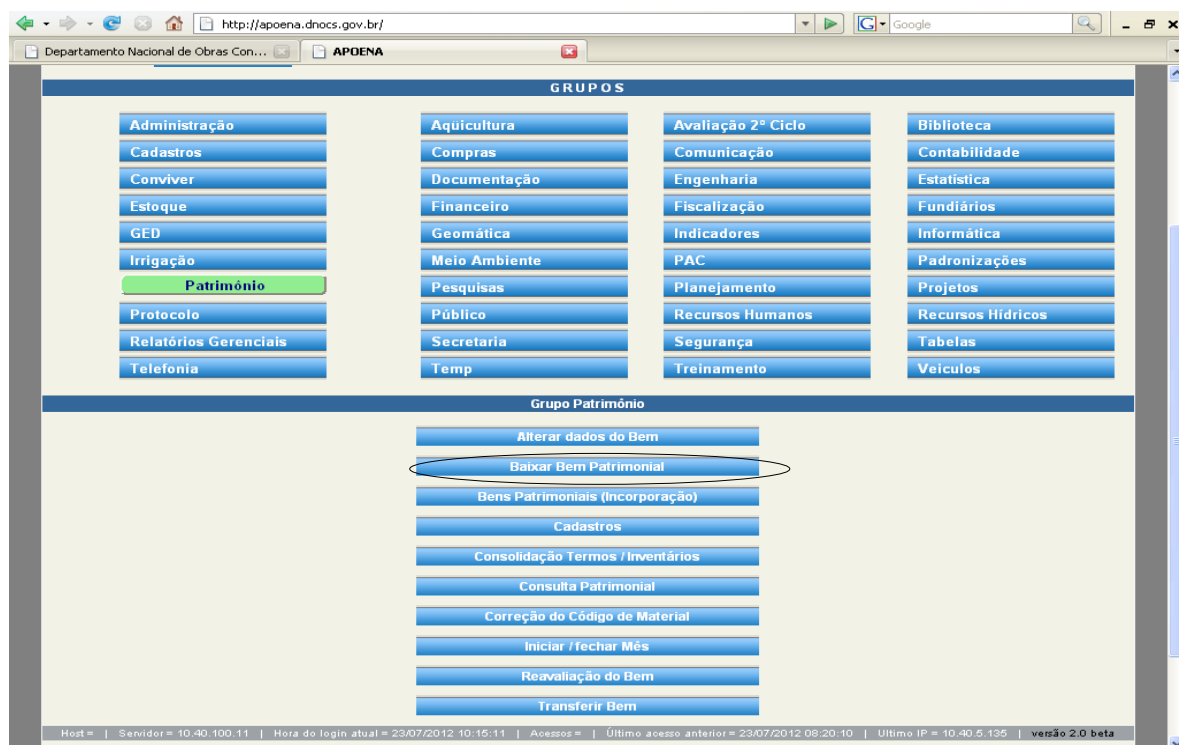 http://apoena.dnocs.gov.br/ Google
Departamento Nacional de Obras Con... APOENA
GRUPOS
Administração Aqüicultura Avaliação 2º Ciclo Biblioteca
Cadastros Compras Comunicação Contabilidade
Conviver Documentação Engenharia Estatística
Estoque Financeiro Fiscalização Fundiários
GED Geomática Indicadores Informática
Irrigação Meio Ambiente PAC Padronizações
Patrimônio Pesquisas Planejamento Projetos
Protocolo Público Recursos Humanos Recursos Hídricos
Relatórios Gerenciais Secretaria Segurança Tabelas
Telefonia Temp Treinamento Veiculos
Grupo Patrimônio
Alterar dados do Bem
Baixar Bem Patrimonial
Bens Patrimoniais (Incorporação)
Cadastros
Consolidação Termos / Inventários
Consulta Patrimonial
Correção do Código de Material
Iniciar / fechar Mês
Reavaliação do Bem
Transferir Bem
Host = | Servidor = 10.40.100.11 | Hora do login atual = 23/07/2012 10:15:11 | Acessos = | Último acesso anterior = 23/07/2012 08:20:10 | Ultimo IP = 10.40.5.135 | versão 2.0 beta